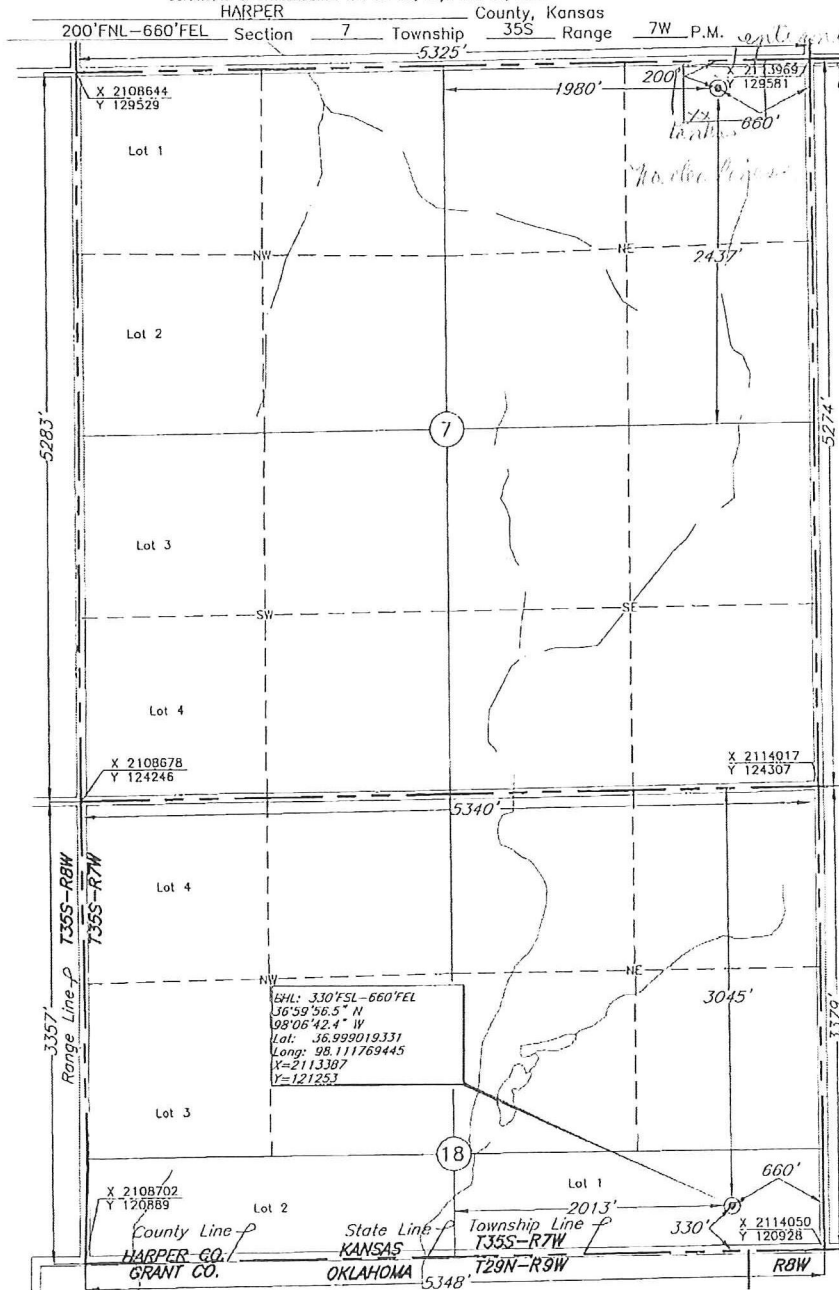 HARPER County, Kansas
200'FNL-660'FEL Section 7 Township 35S Range 7W P.M.
5325'
X 2108644
Y 129529
1980'
200'
X 2113969
Y 129581
660'
tanks
No elec lines
Lot 1
NW
NE
2437'
Lot 2
5283'
7
5274'
Lot 3
SW
SE
Lot 4
X 2108678
Y 124246
X 2114017
Y 124307
5340'
T35S-R8W
T35S-R7W
Lot 4
NW
NE
BHL: 330'FSL-660'FEL
36°59'56.5" N
98°06'42.4" W
Lat: 36.999019331
Long: 98.111769445
X=2113387
Y=121253
3045'
3357'
Range Line
3379'
Lot 3
18
X 2108702
Y 120889
Lot 2
Lot 1
2013'
660'
330'
X 2114050
Y 120928
County Line
State Line
Township Line
HARPER CO.
KANSAS
T35S-R7W
GRANT CO.
OKLAHOMA
T29N-R9W
R8W
5348'